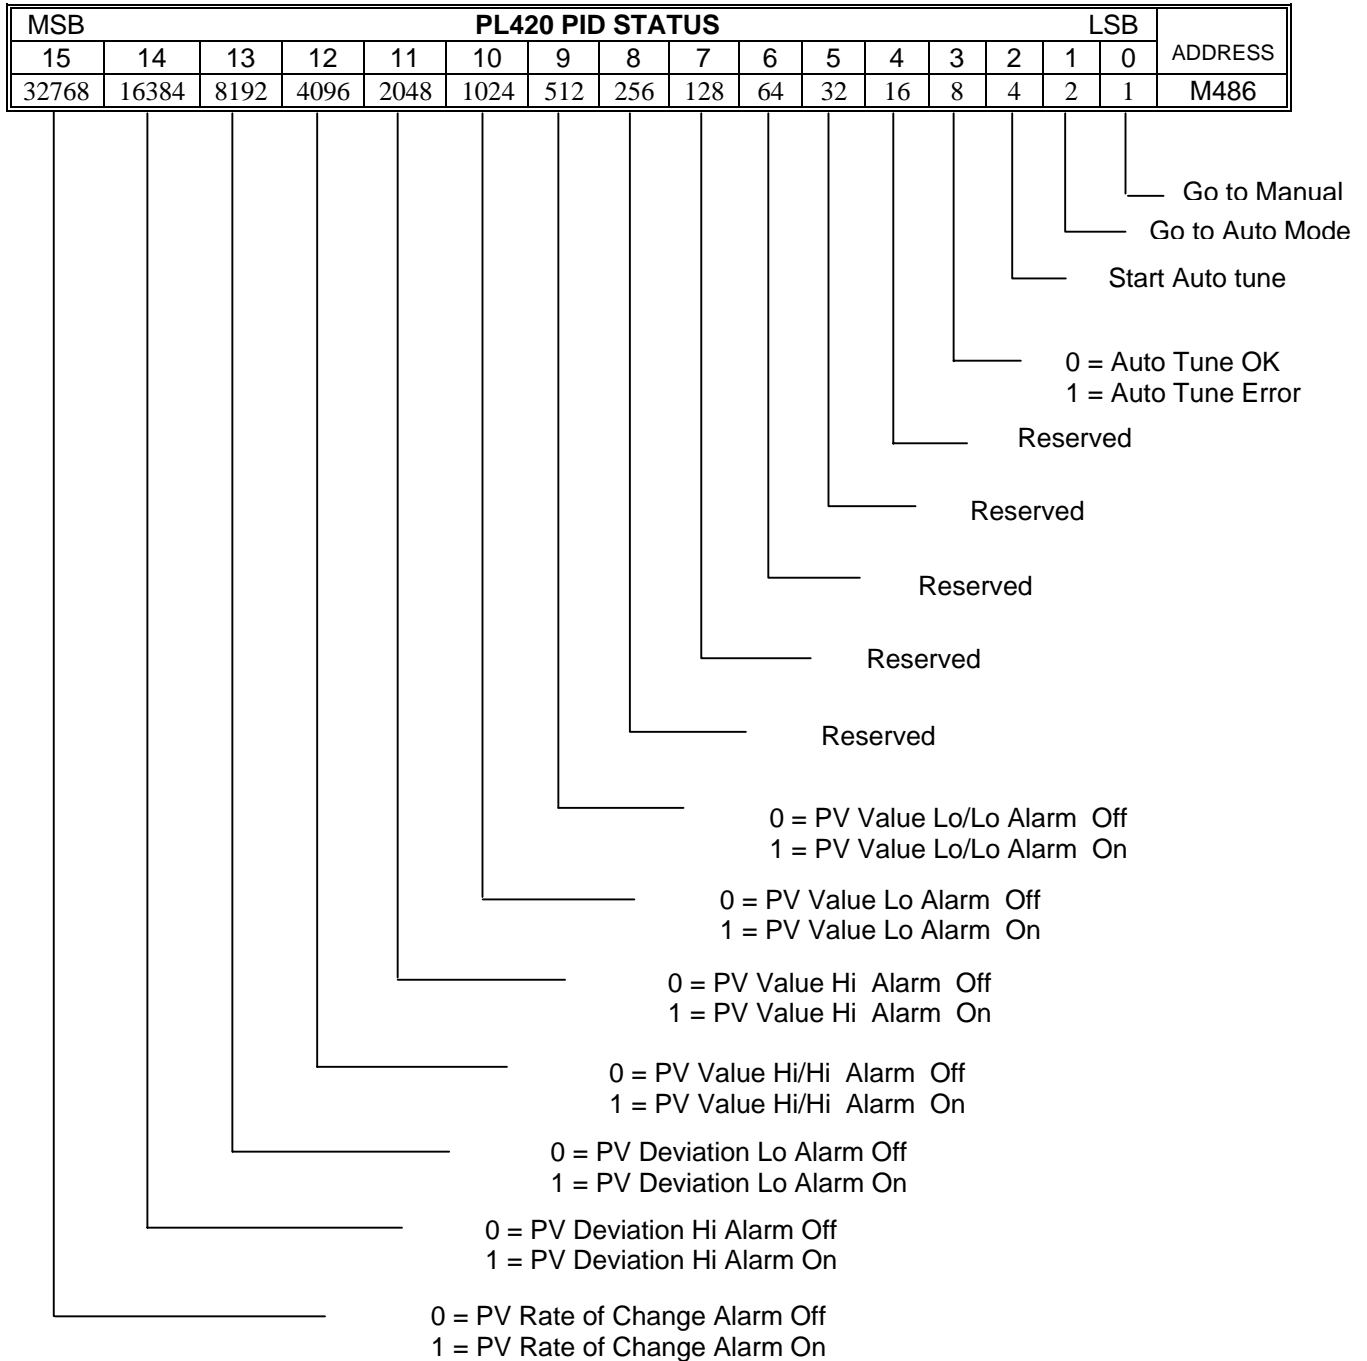 MSB PL420 PID STATUS LSB
15 14 13 12 11 10 9 8 7 6 5 4 3 2 1 0 ADDRESS
32768 16384 8192 4096 2048 1024 512 256 128 64 32 16 8 4 2 1 M486
Go to Manual
Go to Auto Mode
Start Auto tune
0 = Auto Tune OK
1 = Auto Tune Error
Reserved
Reserved
Reserved
Reserved
Reserved
0 = PV Value Lo/Lo Alarm Off
1 = PV Value Lo/Lo Alarm On
0 = PV Value Lo Alarm Off
1 = PV Value Lo Alarm On
0 = PV Value Hi Alarm Off
1 = PV Value Hi Alarm On
0 = PV Value Hi/Hi Alarm Off
1 = PV Value Hi/Hi Alarm On
0 = PV Deviation Lo Alarm Off
1 = PV Deviation Lo Alarm On
0 = PV Deviation Hi Alarm Off
1 = PV Deviation Hi Alarm On
0 = PV Rate of Change Alarm Off
1 = PV Rate of Change Alarm On